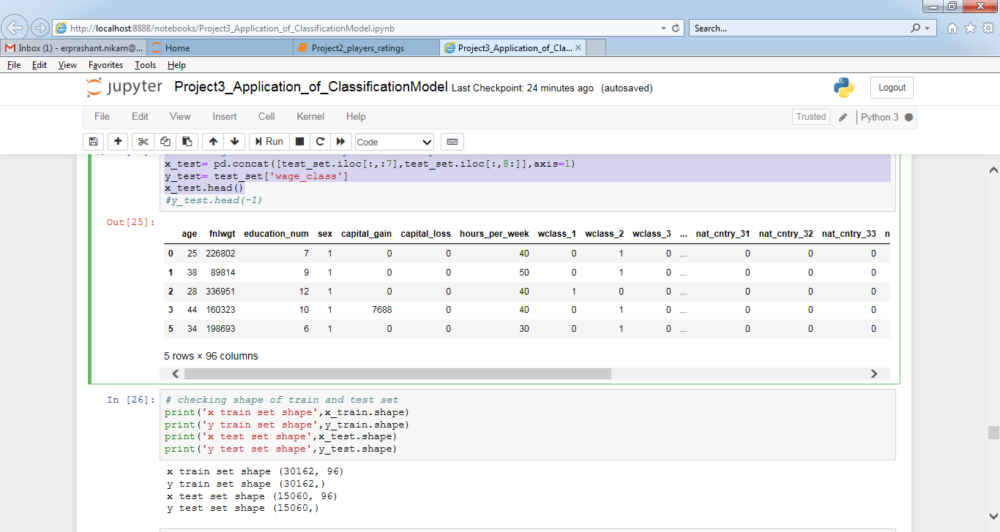 http://localhost:8888/notebooks/Project3_Application_of_ClassificationModel.ipynb
Search...
Inbox (1) - erprashant.nikam@...
Home
Project2_players_ratings
Project3_Application_of_Cla...
File Edit View Favorites Tools Help
jupyter Project3_Application_of_ClassificationModel Last Checkpoint: 24 minutes ago (autosaved)
Logout
File Edit View Insert Cell Kernel Help
Trusted
Python 3
Run
Code
x_test= pd.concat([test_set.iloc[:,:7],test_set.iloc[:,8:]],axis=1)
y_test= test_set['wage_class']
x_test.head()
#y_test.head(-1)
Out[25]:
age fnlwgt education_num sex capital_gain capital_loss hours_per_week wclass_1 wclass_2 wclass_3 ... nat_cntry_31 nat_cntry_32 nat_cntry_33 n
0 25 226802 7 1 0 0 40 0 1 0 ... 0 0 0
1 38 89814 9 1 0 0 50 0 1 0 ... 0 0 0
2 28 336951 12 1 0 0 40 1 0 0 ... 0 0 0
3 44 160323 10 1 7688 0 40 0 1 0 ... 0 0 0
5 34 198693 6 1 0 0 30 0 1 0 ... 0 0 0
5 rows × 96 columns
In [26]:
# checking shape of train and test set
print('x train set shape',x_train.shape)
print('y train set shape',y_train.shape)
print('x test set shape',x_test.shape)
print('y test set shape',y_test.shape)
x train set shape (30162, 96)
y train set shape (30162,)
x test set shape (15060, 96)
y test set shape (15060,)